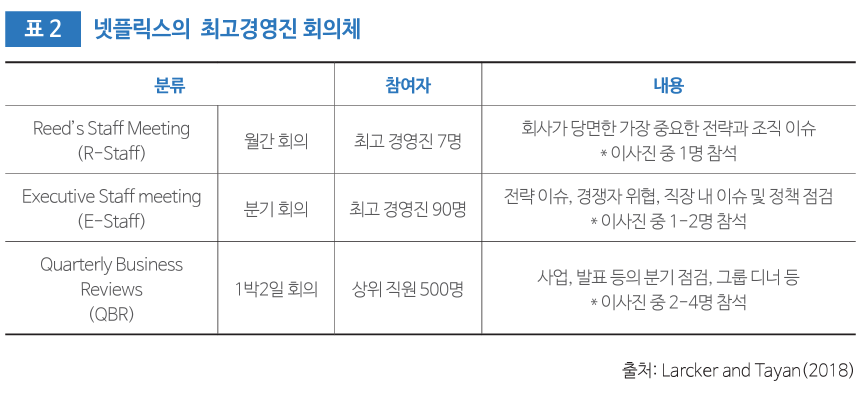 표 2 넷플릭스의 최고경영진 회의체
분류 참여자 내용
Reed’s Staff Meeting
(R-Staff)
월간 회의
최고 경영진 7명
회사가 당면한 가장 중요한 전략과 조직 이슈
* 이사진 중 1명 참석
Executive Staff meeting
(E-Staff)
분기 회의
최고 경영진 90명
전략 이슈, 경쟁자 위협, 직장 내 이슈 및 정책 점검
* 이사진 중 1-2명 참석
Quarterly Business
Reviews
(QBR)
1박2일 회의
상위 직원 500명
사업, 발표 등의 분기 점검, 그룹 디너 등
* 이사진 중 2-4명 참석
출처: Larcker and Tayan(2018)